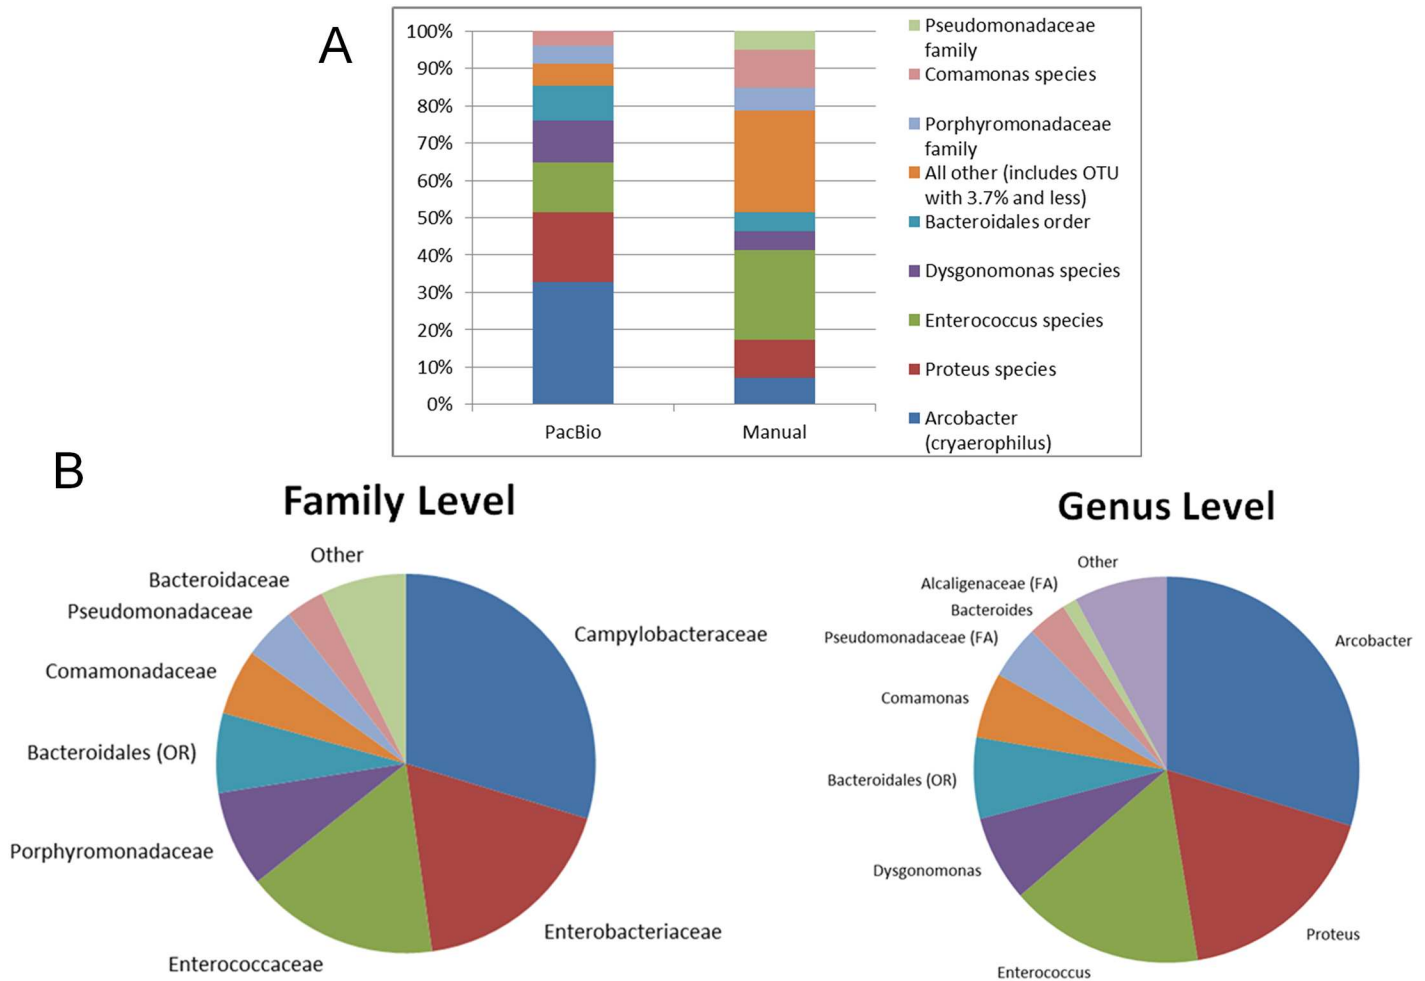 A
100%
90%
80%
70%
60%
50%
40%
30%
20%
10%
0%
PacBio
Manual
Pseudomonadaceae
family
Comamonas species
Porphyromonadaceae
family
All other (includes OTU
with 3.7% and less)
Bacteroidales order
Dysgonomonas species
Enterococcus species
Proteus species
Arcobacter
(cryaerophilus)
B
Family Level
Other
Bacteroidaceae
Pseudomonadaceae
Comamonadaceae
Bacteroidales (OR)
Porphyromonadaceae
Enterococcaceae
Enterobacteriaceae
Campylobacteraceae
Genus Level
Other
Alcaligenaceae (FA)
Bacteroides
Pseudomonadaceae (FA)
Comamonas
Bacteroidales (OR)
Dysgonomonas
Enterococcus
Proteus
Arcobacter